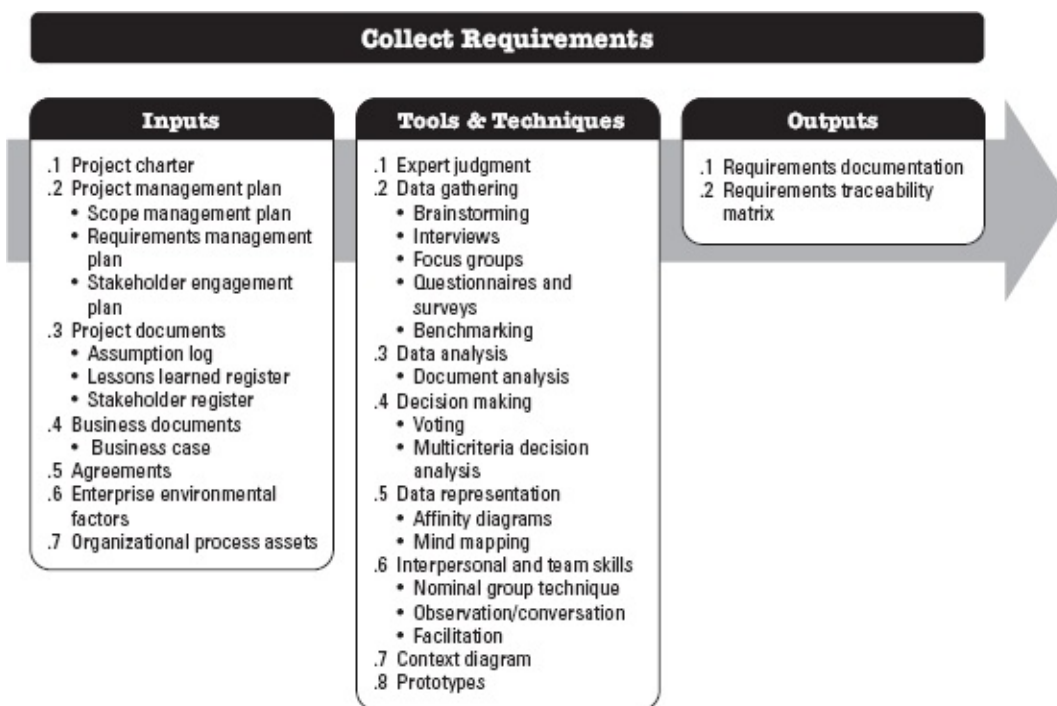 Collect Requirements
Inputs
.1 Project charter
.2 Project management plan
• Scope management plan
• Requirements management
plan
• Stakeholder engagement
plan
.3 Project documents
• Assumption log
• Lessons learned register
• Stakeholder register
.4 Business documents
• Business case
.5 Agreements
.6 Enterprise environmental
factors
.7 Organizational process assets
Tools & Techniques
.1 Expert judgment
.2 Data gathering
• Brainstorming
• Interviews
• Focus groups
• Questionnaires and
surveys
• Benchmarking
.3 Data analysis
• Document analysis
.4 Decision making
• Voting
• Multicriteria decision
analysis
.5 Data representation
• Affinity diagrams
• Mind mapping
.6 Interpersonal and team skills
• Nominal group technique
• Observation/conversation
• Facilitation
.7 Context diagram
.8 Prototypes
Outputs
.1 Requirements documentation
.2 Requirements traceability
matrix